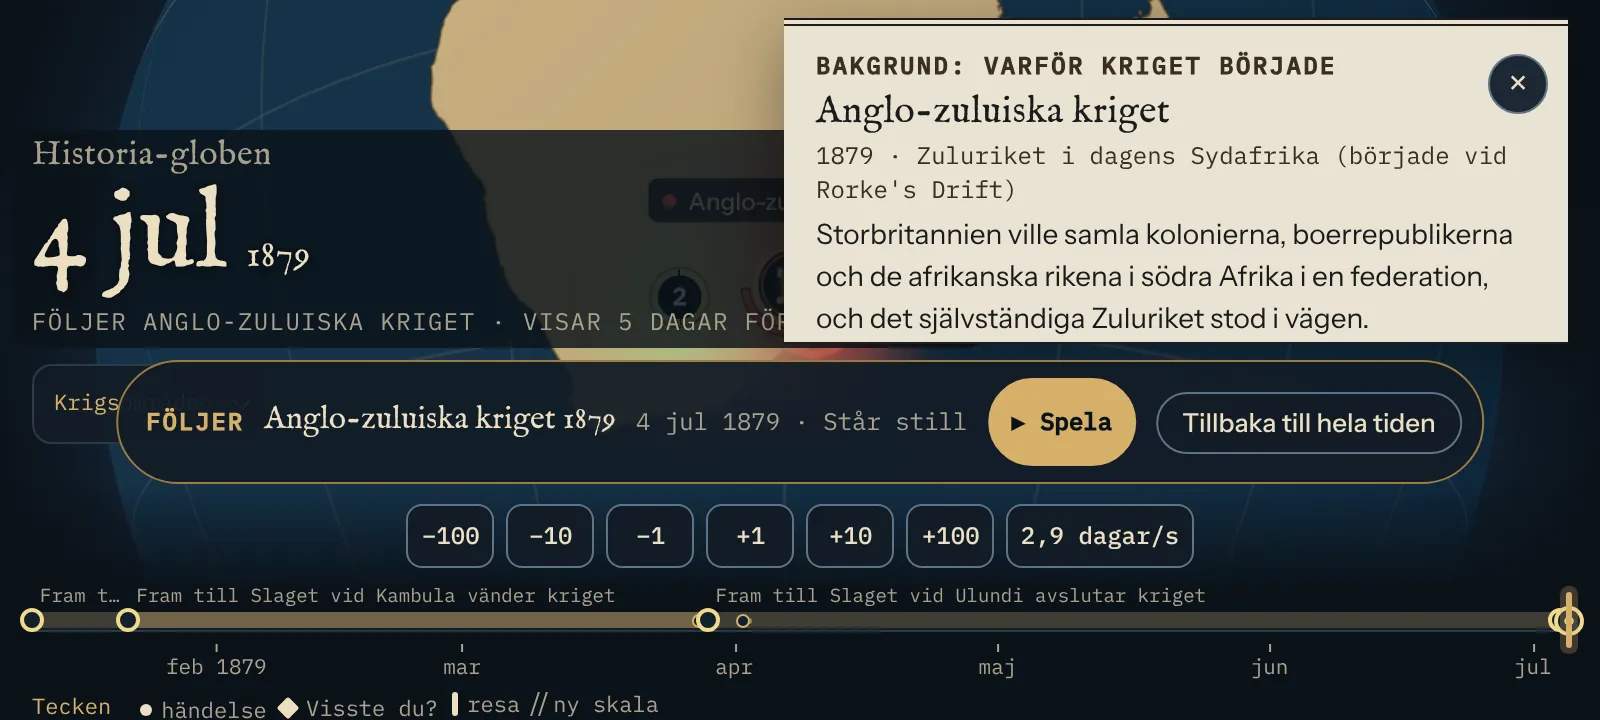 BAKGRUND: VARFÖR KRIGET BÖRJADE
Anglo-zuluiska kriget
1879 · Zuluriket i dagens Sydafrika (började vid
Rorke's Drift)
Storbritannien ville samla kolonierna, boerrepublikerna
och de afrikanska rikena i södra Afrika i en federation,
och det självständiga Zuluriket stod i vägen.
×
Historia-globen
4 jul 1879
Anglo-zu
2
FÖLJER ANGLO-ZULUISKA KRIGET · VISAR 5 DAGAR FÖR
Krigs
FÖLJER Anglo-zuluiska kriget 1879 4 jul 1879 · Står still ▶ Spela Tillbaka till hela tiden
−100 −10 −1 +1 +10 +100 2,9 dagar/s
Fram t… Fram till Slaget vid Kambula vänder kriget Fram till Slaget vid Ulundi avslutar kriget
feb 1879 mar apr maj jun jul
Tecken händelse Visste du? resa // ny skala